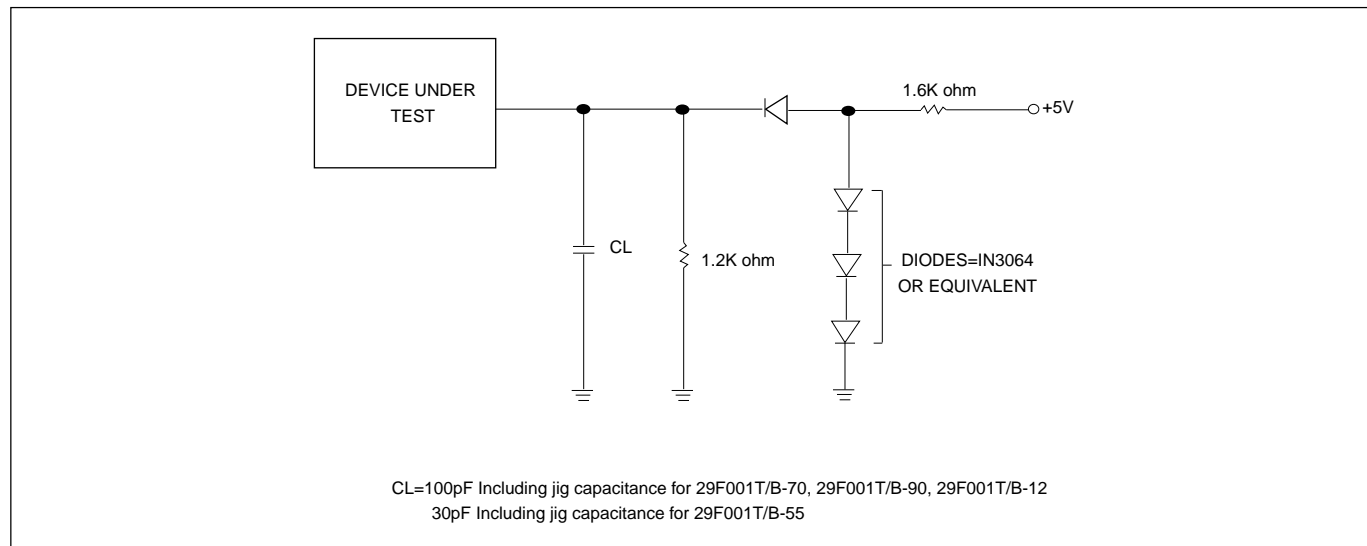 DEVICE UNDER
TEST
1.6K ohm
+5V
CL
1.2K ohm
DIODES=IN3064
OR EQUIVALENT
CL=100pF Including jig capacitance for 29F001T/B-70, 29F001T/B-90, 29F001T/B-12
30pF Including jig capacitance for 29F001T/B-55